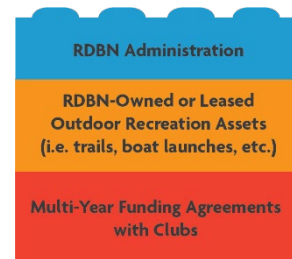 RDBN Administration
RDBN-Owned or Leased
Outdoor Recreation Assets
(i.e. trails, boat launches, etc.)
Multi-Year Funding Agreements
with Clubs